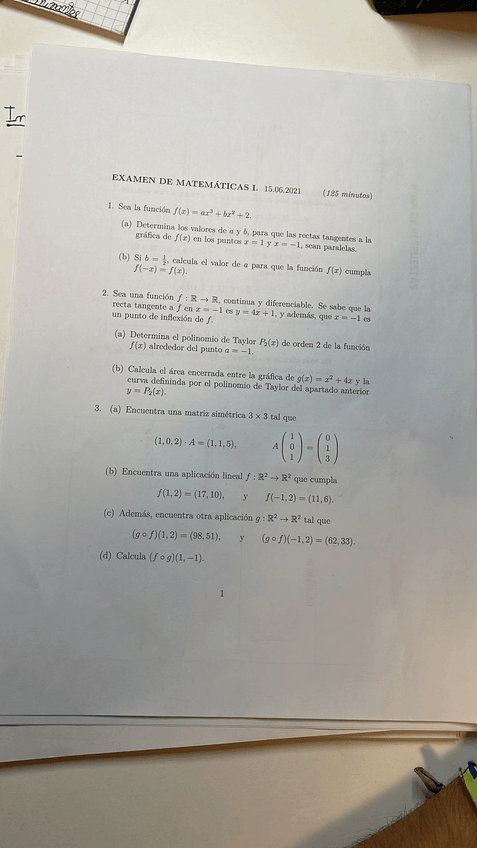 In
EXAMEN DE MATEMÁTICAS I. 15.06.2021 (125 minutos)
1. Sea la función f(x) = ax³ + bx² + 2.
(a) Determina los valores de a y b, para que las rectas tangentes a la
gráfica de f(x) en los puntos x = 1 y x = −1, sean paralelas.
(b) Si b = 1/2, calcula el valor de a para que la función f(x) cumpla
f(−x) = f(x).
2. Sea una función f : ℝ → ℝ, continua y diferenciable. Se sabe que la
recta tangente a f en x = −1 es y = 4x + 1, y además, que x = −1 es
un punto de inflexión de f.
(a) Determina el polinomio de Taylor P₂(x) de orden 2 de la función
f(x) alrededor del punto a = −1.
(b) Calcula el área encerrada entre la gráfica de g(x) = x² + 4x y la
curva defininda por el polinomio de Taylor del apartado anterior
y = P₂(x).
3. (a) Encuentra una matriz simétrica 3 × 3 tal que
(1, 0, 2) · A = (1, 1, 5), A (1 0 1) = (0 1 3)
(b) Encuentra una aplicación lineal f : ℝ² → ℝ² que cumpla
f(1, 2) = (17, 10), y f(−1, 2) = (11, 6).
(c) Además, encuentra otra aplicación g : ℝ² → ℝ² tal que
(g ∘ f)(1, 2) = (98, 51), y (g ∘ f)(−1, 2) = (62, 33).
(d) Calcula (f ∘ g)(1, −1).
1